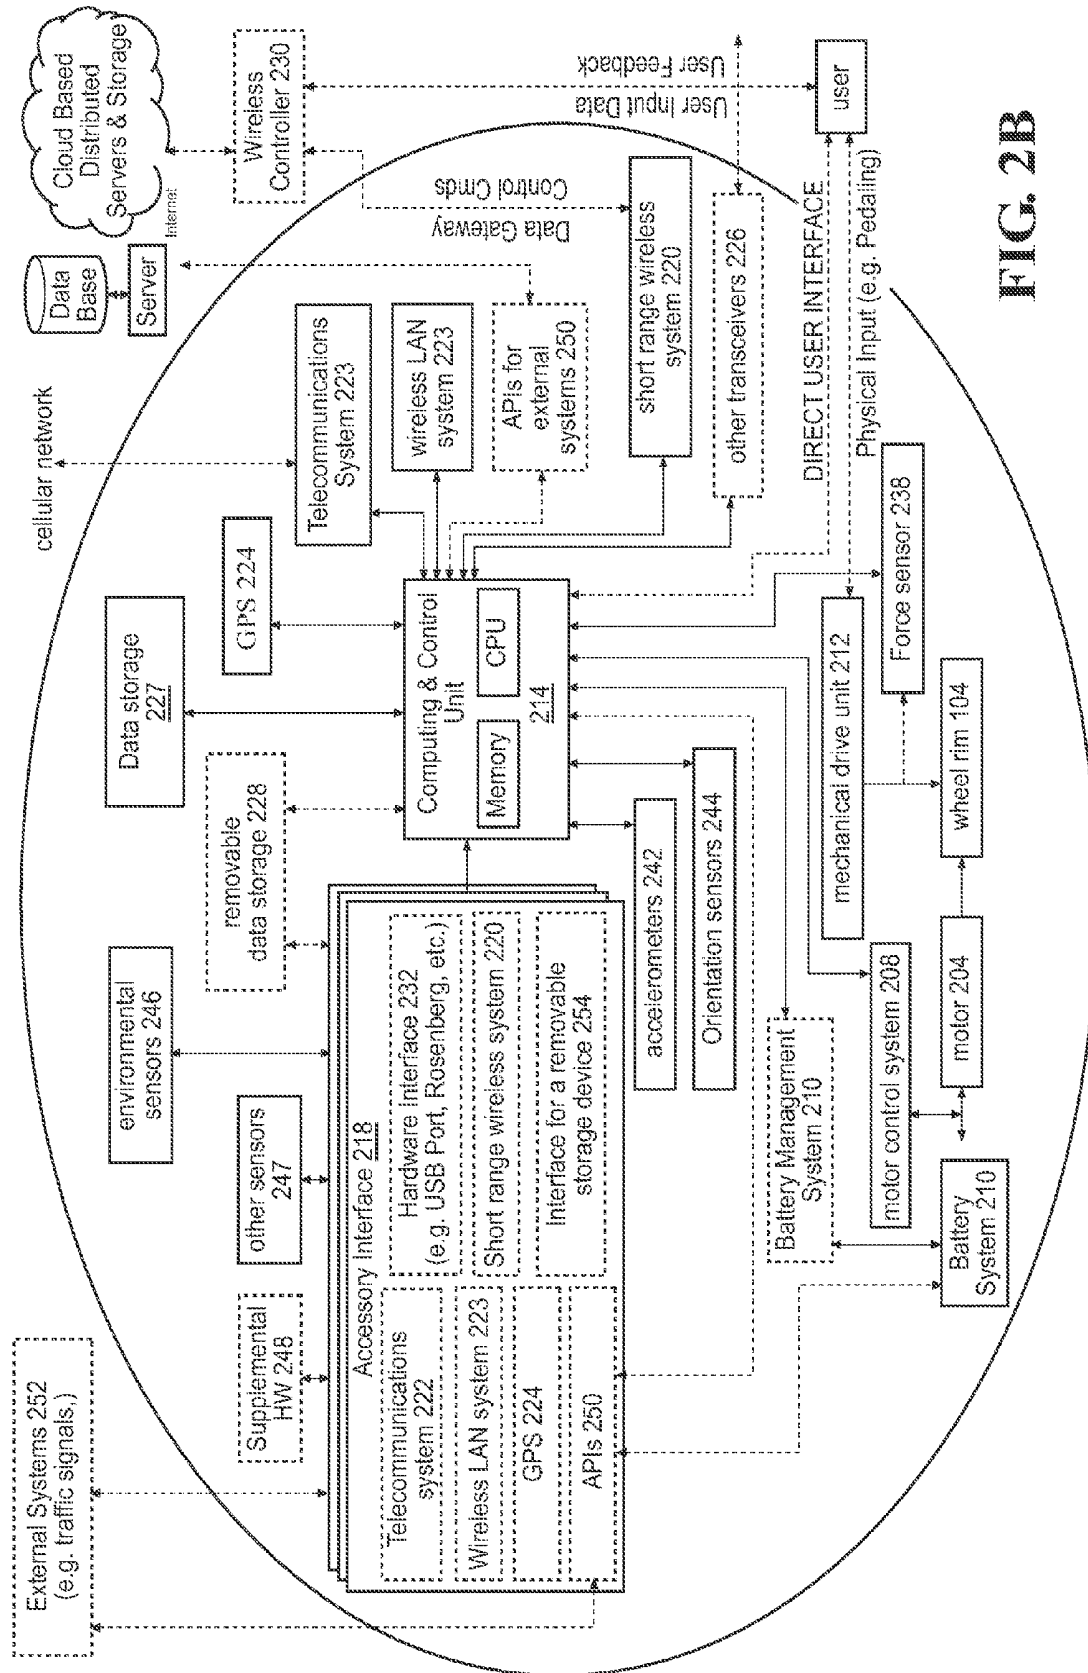 External Systems 252
(e.g. traffic signals,)
cellular network
Data
Base
Server
Cloud Based
Distributed
Servers & Storage
Internet
Supplemental
HW 248
other sensors
247
environmental
sensors 246
removable
data storage 228
Data storage
227
GPS 224
Telecommunications
System 223
wireless LAN
system 223
APIs for
external
systems 250
Wireless
Controller 230
Data Gateway
Control Cmds
User Input Data
User Feedback
short range wireless
system 220
other transceivers 226
user
Accessory Interface 218
Telecommunications
system 222
Wireless LAN system 223
GPS 224
APIs 250
Hardware Interface 232
(e.g. USB Port, Rosenberg, etc.)
Short range wireless system 220
Interface for a removable
storage device 254
Computing & Control
Unit
214
Memory
CPU
accelerometers 242
Orientation sensors 244
DIRECT USER INTERFACE
Physical Input (e.g. Pedaling)
Battery Management
System 210
motor control system 208
mechanical drive unit 212
Force sensor 238
Battery
System 210
motor 204
wheel rim 104
FIG. 2B